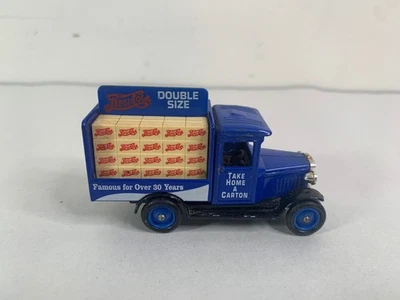 Pepsi-Cola DOUBLE
SIZE
Famous for Over 30 Years
TAKE
HOME
A
CARTON